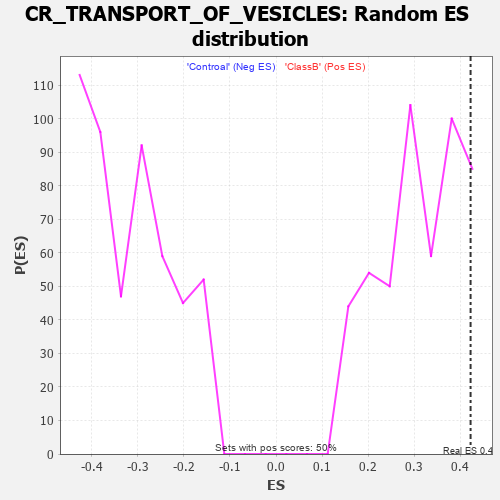 CR_TRANSPORT_OF_VESICLES: Random ES
distribution
'Controal' (Neg ES) 'ClassB' (Pos ES)
P(ES)
110
100
90
80
70
60
50
40
30
20
10
0
Sets with pos scores: 50%
Real ES 0.4
-0.4 -0.3 -0.2 -0.1 0.0 0.1 0.2 0.3 0.4
ES